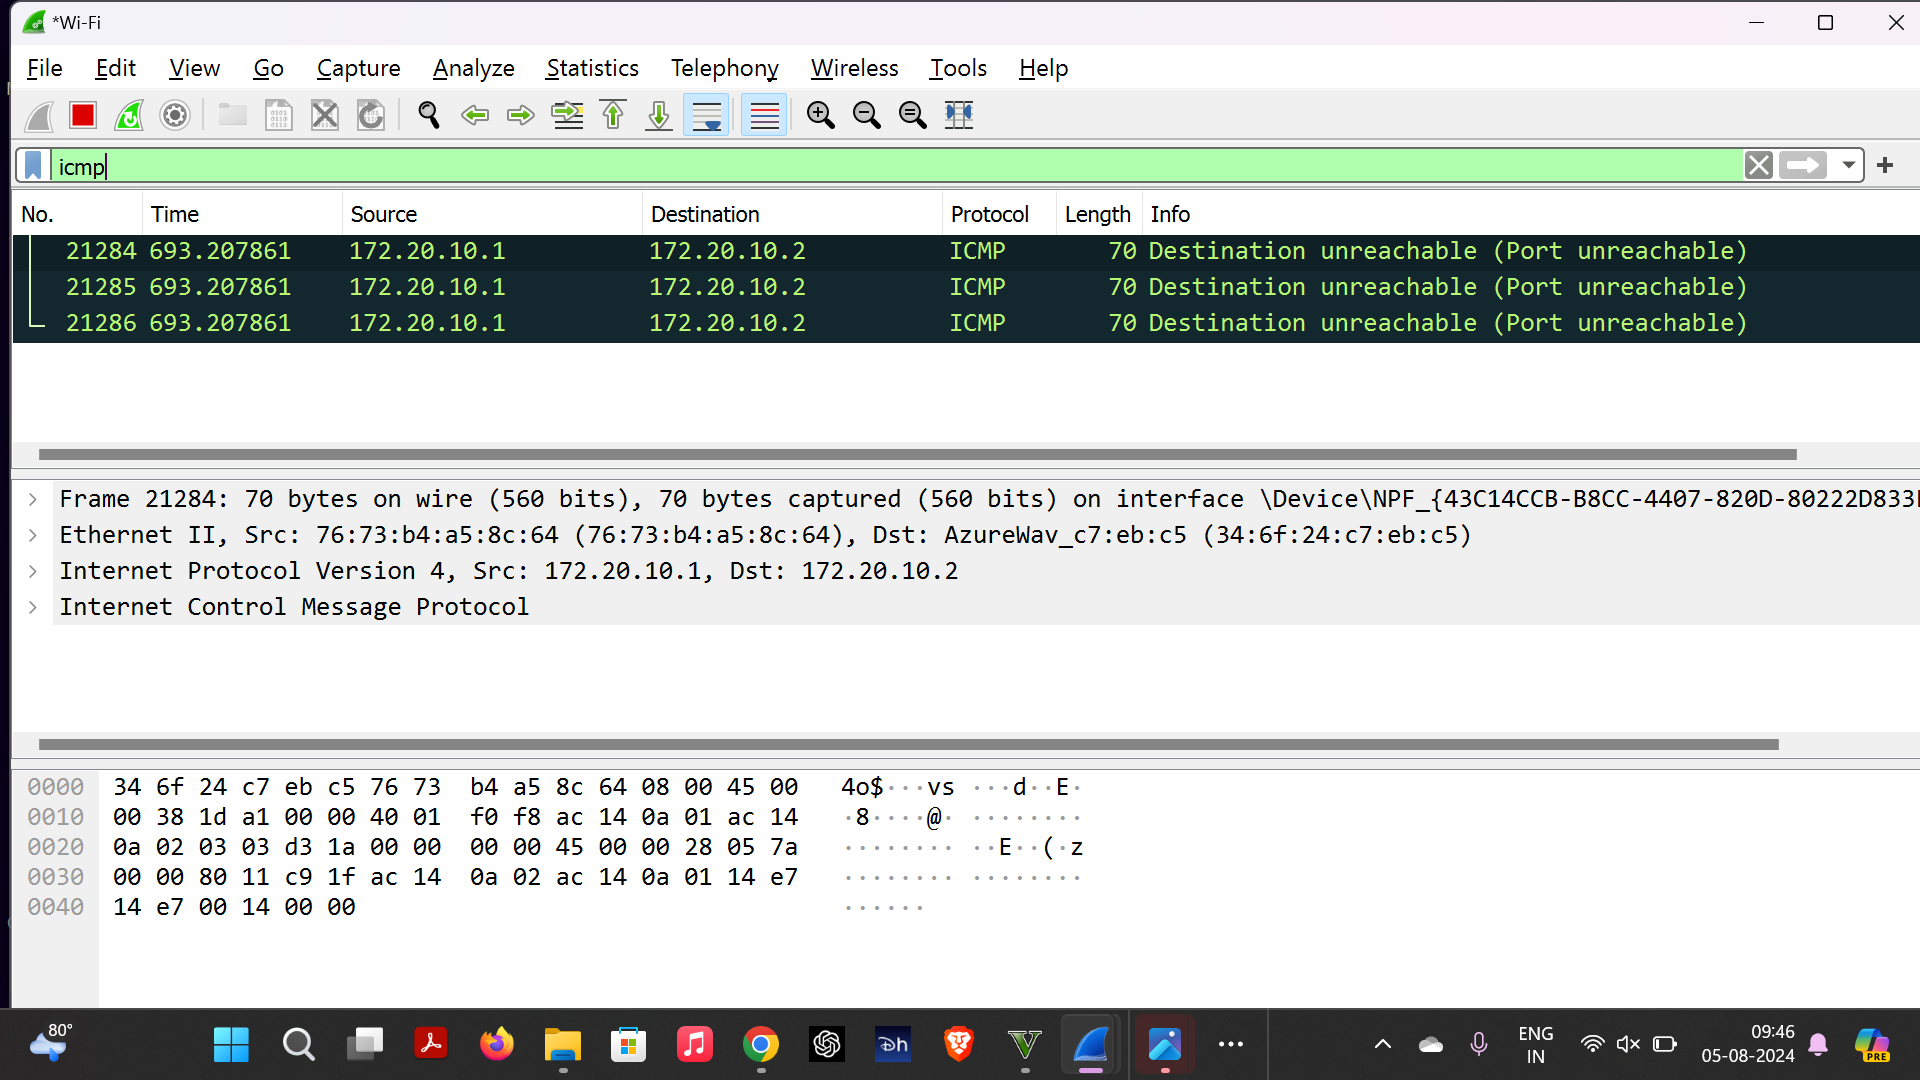 *Wi-Fi
File Edit View Go Capture Analyze Statistics Telephony Wireless Tools Help
icmp
No. Time Source Destination Protocol Length Info
21284 693.207861 172.20.10.1 172.20.10.2 ICMP 70 Destination unreachable (Port unreachable)
21285 693.207861 172.20.10.1 172.20.10.2 ICMP 70 Destination unreachable (Port unreachable)
21286 693.207861 172.20.10.1 172.20.10.2 ICMP 70 Destination unreachable (Port unreachable)
Frame 21284: 70 bytes on wire (560 bits), 70 bytes captured (560 bits) on interface \Device\NPF_{43C14CCB-B8CC-4407-820D-80222D833
Ethernet II, Src: 76:73:b4:a5:8c:64 (76:73:b4:a5:8c:64), Dst: AzureWav_c7:eb:c5 (34:6f:24:c7:eb:c5)
Internet Protocol Version 4, Src: 172.20.10.1, Dst: 172.20.10.2
Internet Control Message Protocol
0000 34 6f 24 c7 eb c5 76 73 b4 a5 8c 64 08 00 45 00 4o$···vs ···d··E·
0010 00 38 1d a1 00 00 40 01 f0 f8 ac 14 0a 01 ac 14 ·8····@· ········
0020 0a 02 03 03 d3 1a 00 00 00 00 45 00 00 28 05 7a ········ ··E··(·z
0030 00 00 80 11 c9 1f ac 14 0a 02 ac 14 0a 01 14 e7 ········ ········
0040 14 e7 00 14 00 00 ······
80°
Dh
V
PRE
ENG
IN
09:46
05-08-2024